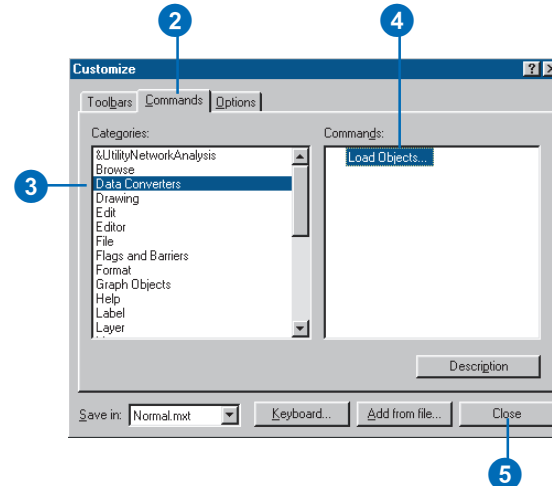 2
4
Customize
Toolbars Commands Options
Categories:
Commands:
&UtilityNetworkAnalysis
Browse
Data Converters
Drawing
Edit
Editor
File
Flags and Barriers
Format
Graph Objects
Help
Label
Layer
Load Objects...
3
Description
Save in: Normal.mxt Keyboard... Add from file... Close
5